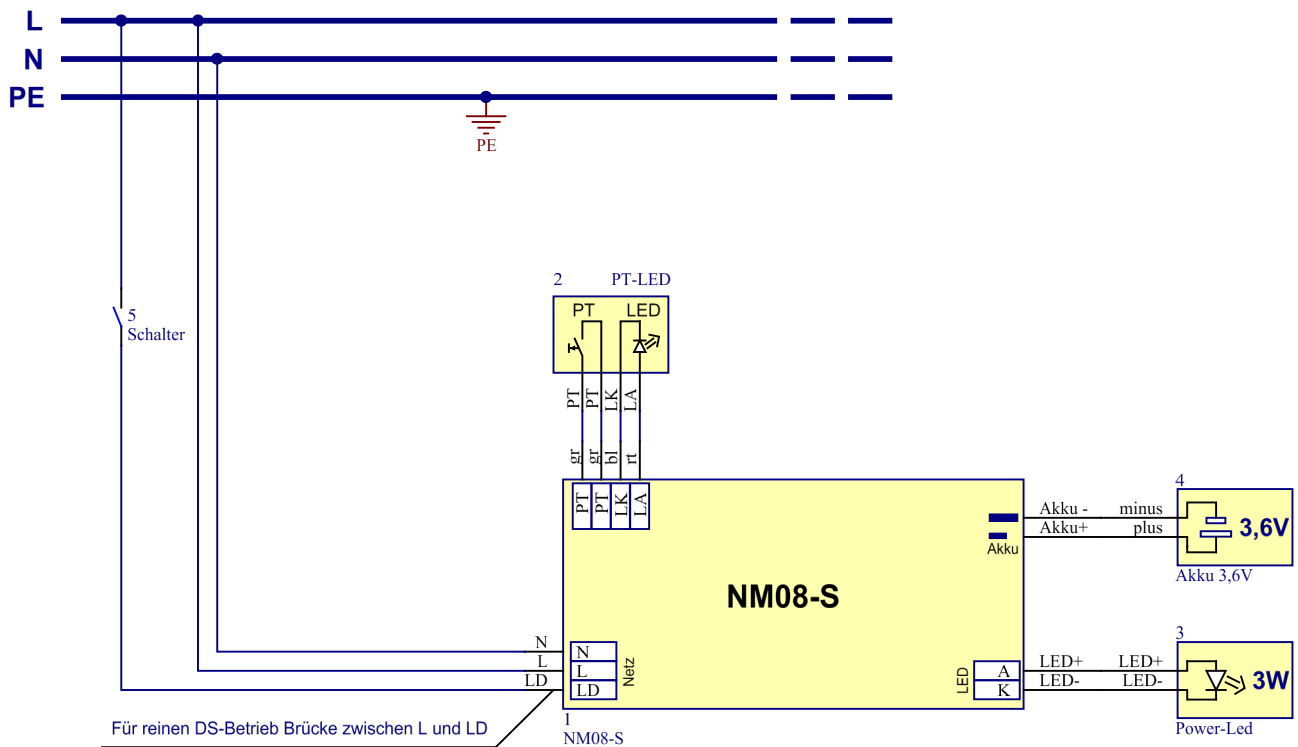 L
N
PE
PE
5
Schalter
2 PT-LED
PT LED
PT PT LK LA
gr gr bl rt
PT PT LK LA
NM08-S
Akku
Akku - minus
Akku+ plus
4
3,6V
Akku 3,6V
N
L
LD
N
L
LD
Netz
LED
A
K
LED+ LED+
LED- LED-
3
3W
Power-Led
Für reinen DS-Betrieb Brücke zwischen L und LD
1
NM08-S